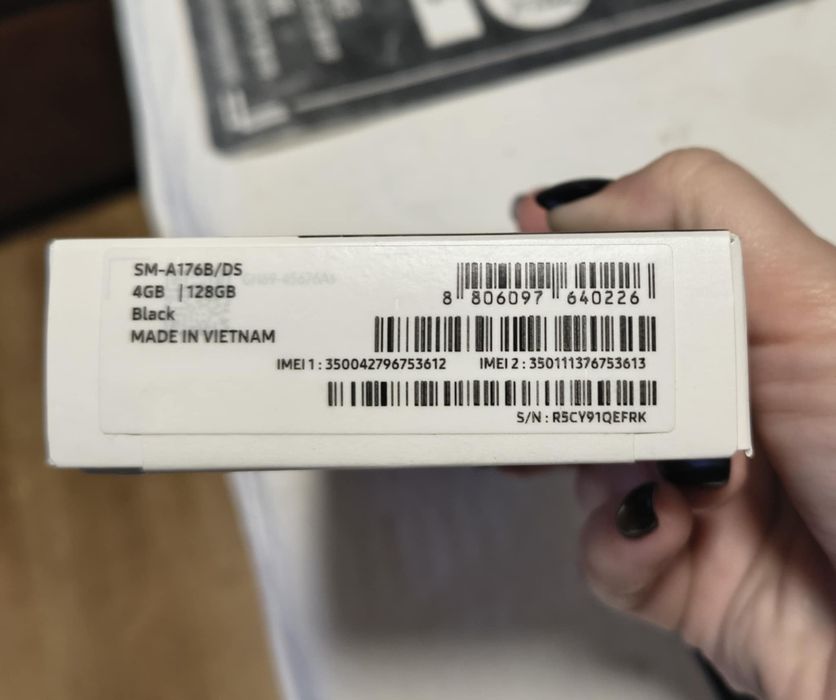 SM-A176B/DS
4GB | 128GB
Black
MADE IN VIETNAM
8 806097 640226
IMEI 1 : 350042796753612 IMEI 2 : 350111376753613
S/N : R5CY91QEFRK